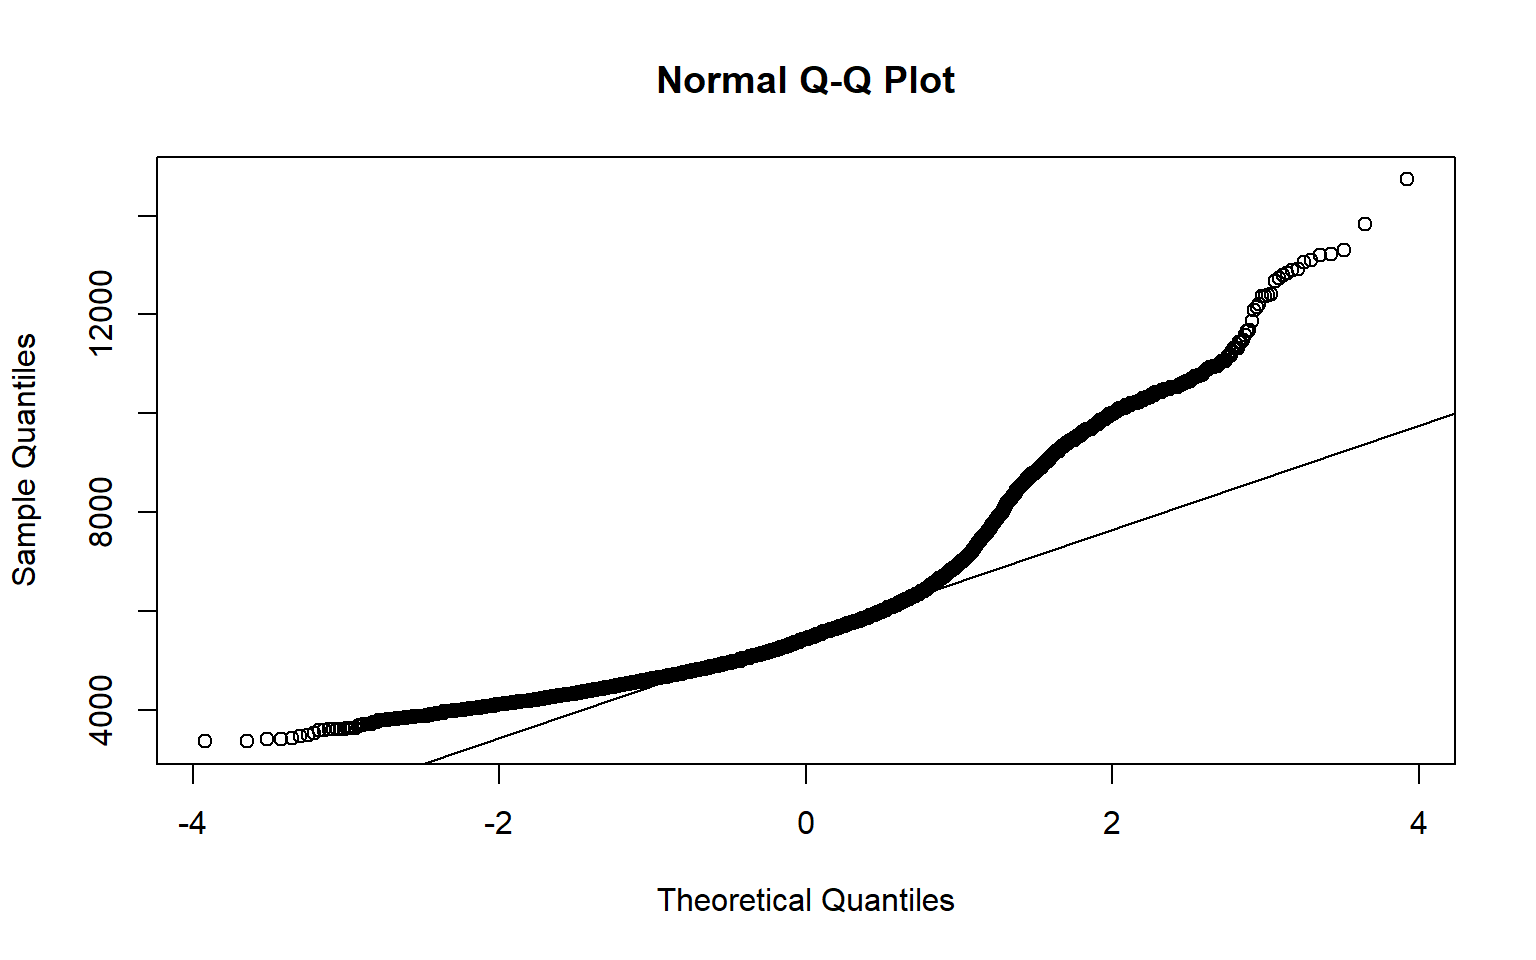 Normal Q-Q Plot
Sample Quantiles
12000
8000
4000
-4 -2 0 2 4
Theoretical Quantiles